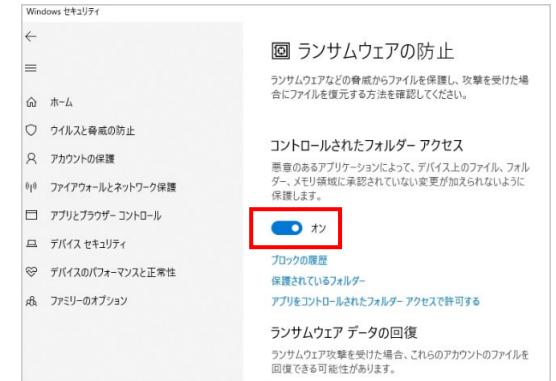 Windows セキュリティ
ランサムウェアの防止
ランサムウェアなどの脅威からファイルを保護し、攻撃を受けた場
合にファイルを復元する方法を確認してください。
ホーム
ウイルスと脅威の防止
アカウントの保護
ファイアウォールとネットワーク保護
アプリとブラウザー コントロール
デバイス セキュリティ
デバイスのパフォーマンスと正常性
ファミリーのオプション
コントロールされたフォルダー アクセス
悪意のあるアプリケーションによって、デバイス上のファイル、フォル
ダー、メモリ領域に承認されていない変更が加えられないように
保護します。
オン
ブロックの履歴
保護されているフォルダー
アプリをコントロールされたフォルダー アクセスで許可する
ランサムウェア データの回復
ランサムウェア攻撃を受けた場合、これらのアカウントのファイルを
回復できる可能性があります。